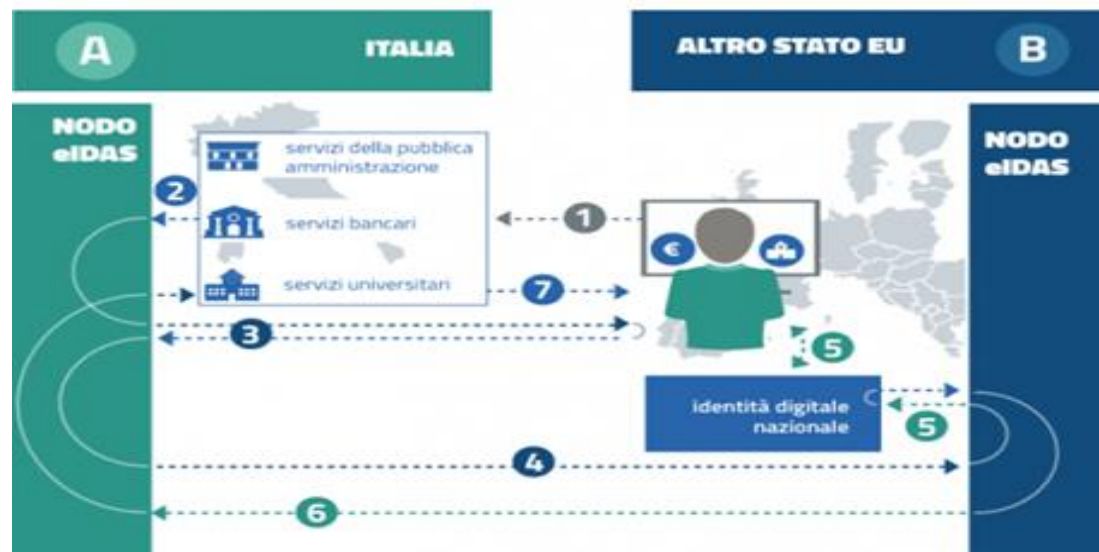 A
ITALIA
ALTRO STATO EU
B
NODO
eIDAS
servizi della pubblica
amministrazione
servizi bancari
servizi universitari
NODO
eIDAS
2
1
€
7
3
5
identità digitale
nazionale
5
4
6